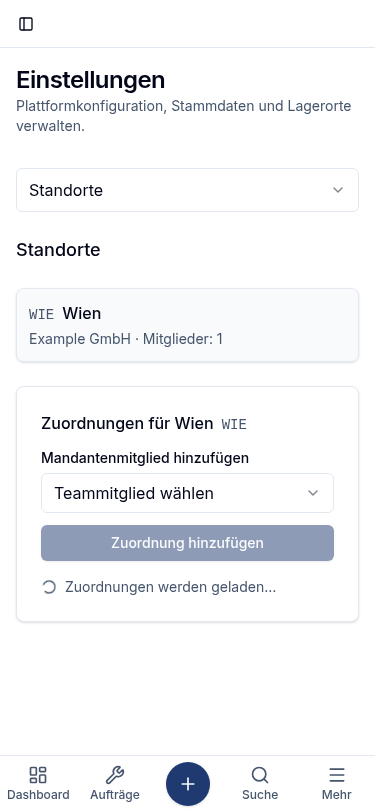 Einstellungen
Plattformkonfiguration, Stammdaten und Lagerorte
verwalten.
Standorte
Standorte
WIE Wien
Example GmbH · Mitglieder: 1
Zuordnungen für Wien WIE
Mandantenmitglied hinzufügen
Teammitglied wählen
Zuordnung hinzufügen
Zuordnungen werden geladen...
Dashboard Aufträge Suche Mehr